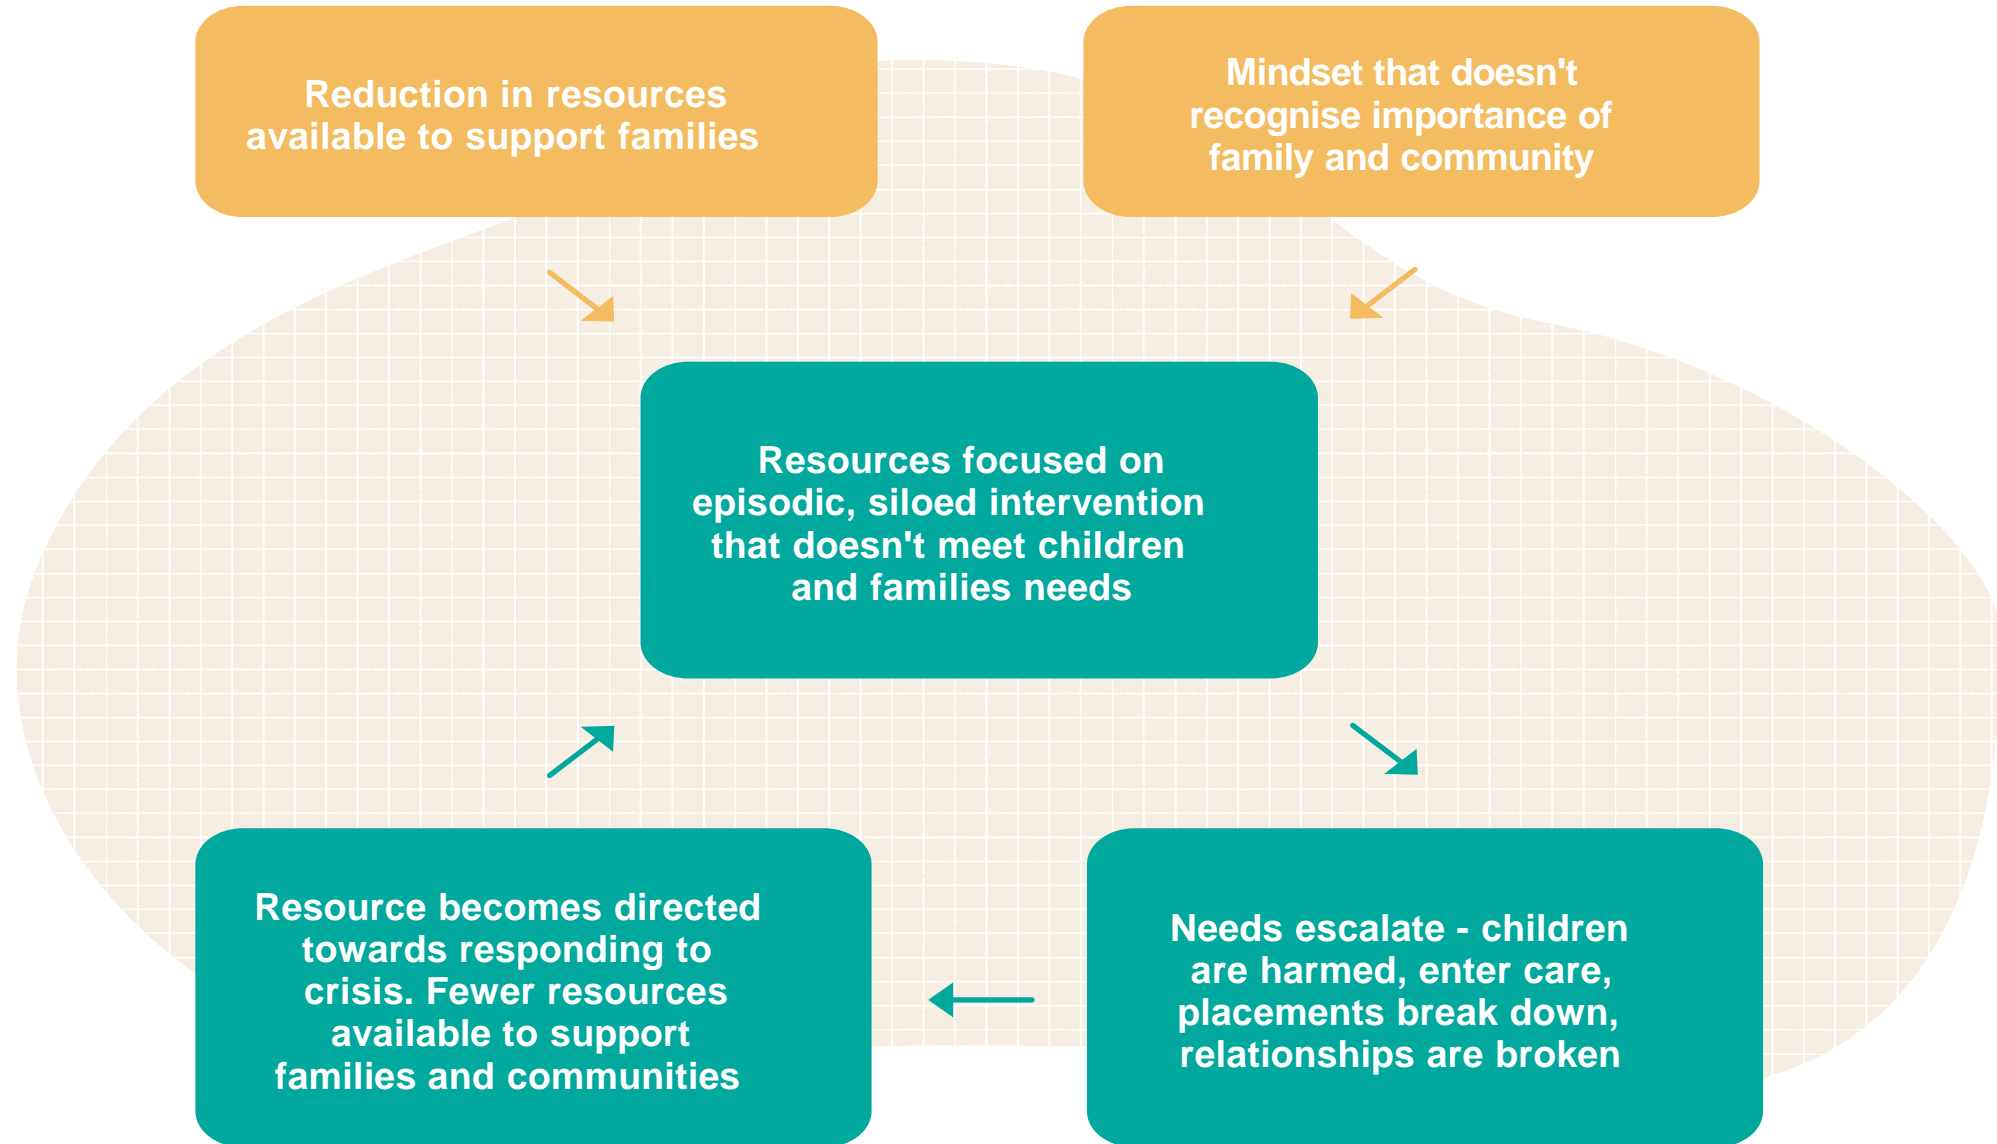 Reduction in resources
available to support families
Mindset that doesn't
recognise importance of
family and community
Resources focused on
episodic, siloed intervention
that doesn't meet children
and families needs
Resource becomes directed
towards responding to
crisis. Fewer resources
available to support
families and communities
Needs escalate - children
are harmed, enter care,
placements break down,
relationships are broken